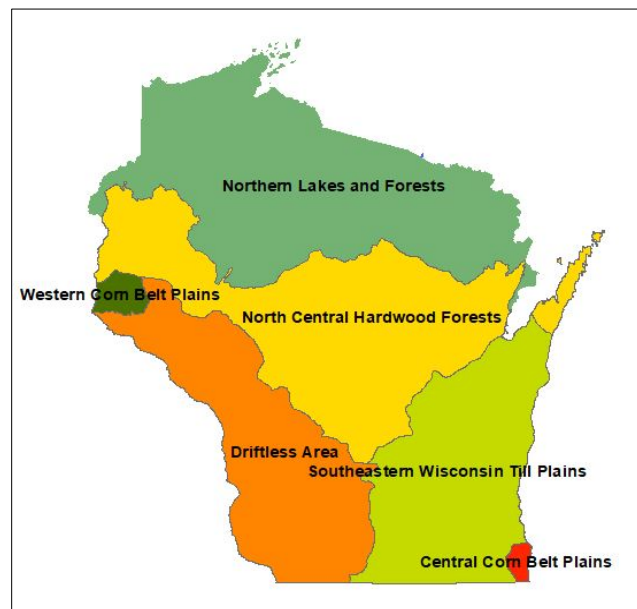 Northern Lakes and Forests
Western Corn Belt Plains
North Central Hardwood Forests
Driftless Area
Southeastern Wisconsin Till Plains
Central Corn Belt Plains